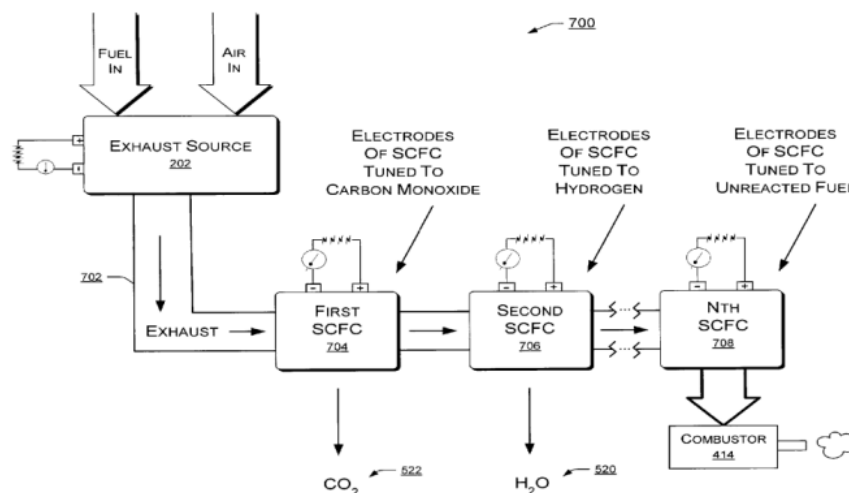 700
FUEL
IN
AIR
IN
EXHAUST SOURCE
202
+
-
ELECTRODES
OF SCFC
TUNED TO
CARBON MONOXIDE
ELECTRODES
OF SCFC
TUNED TO
HYDROGEN
ELECTRODES
OF SCFC
TUNED TO
UNREACTED FUEL
702
EXHAUST
- +
FIRST
SCFC
704
- +
SECOND
SCFC
706
- +
NTH
SCFC
708
COMBUSTOR
414
CO2
522
H2O
520